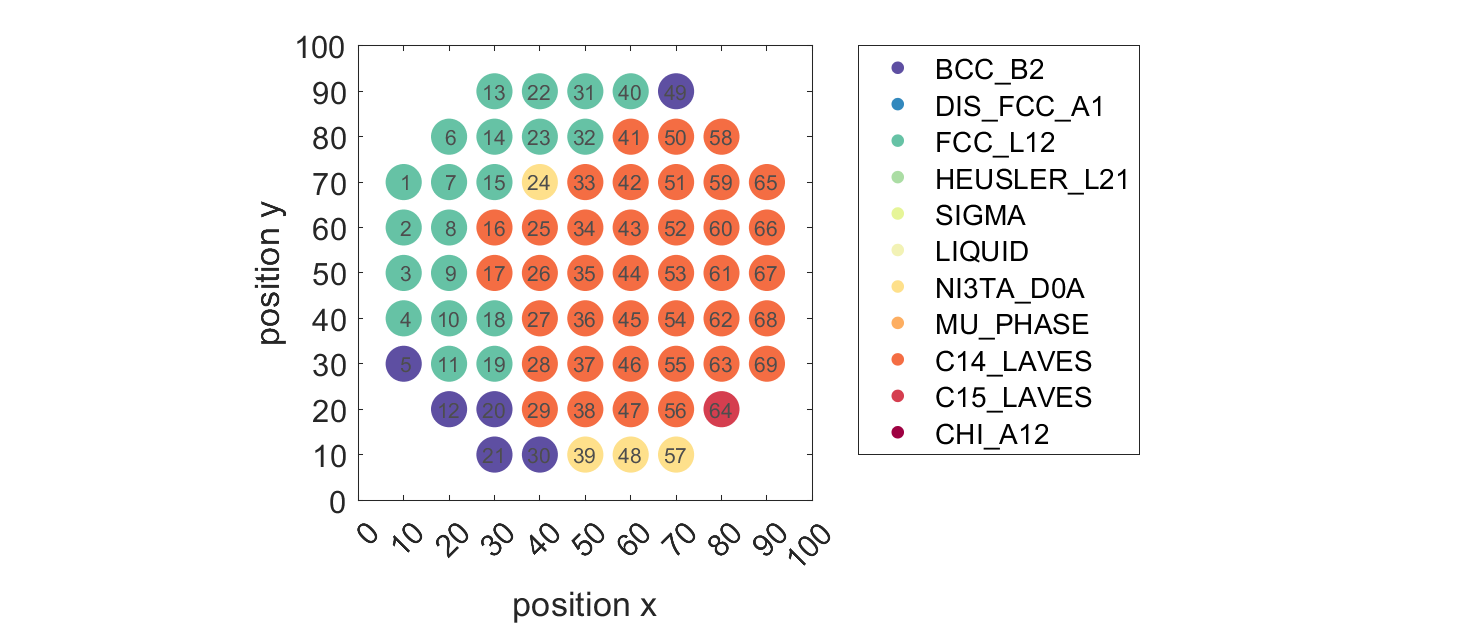 100
90
80
70
60
50
40
30
20
10
0
position y
13 22 31 40 49
6 14 23 32 41 50 58
1 7 15 24 33 42 51 59 65
2 8 16 25 34 43 52 60 66
3 9 17 26 35 44 53 61 67
4 10 18 27 36 45 54 62 68
5 11 19 28 37 46 55 63 69
12 20 29 38 47 56 64
21 30 39 48 57
0 10 20 30 40 50 60 70 80 90 100
position x
BCC_B2
DIS_FCC_A1
FCC_L12
HEUSLER_L21
SIGMA
LIQUID
NI3TA_D0A
MU_PHASE
C14_LAVES
C15_LAVES
CHI_A12